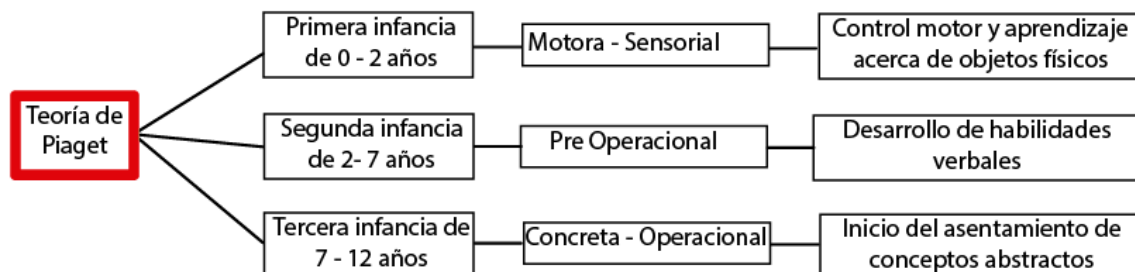 Teoría de
Piaget
Primera infancia
de 0 - 2 años
Motora - Sensorial
Control motor y aprendizaje
acerca de objetos físicos
Segunda infancia
de 2- 7 años
Pre Operacional
Desarrollo de habilidades
verbales
Tercera infancia de
7 - 12 años
Concreta - Operacional
Inicio del asentamiento de
conceptos abstractos